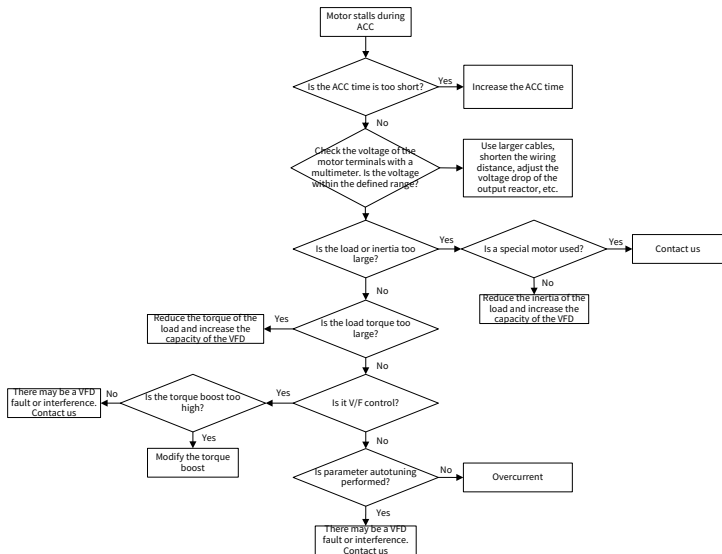 Motor stalls during
ACC
Is the ACC time is too short?
Yes
Increase the ACC time
No
Check the voltage of the
motor terminals with a
multimeter. Is the voltage
within the defined range?
Use larger cables,
shorten the wiring
distance, adjust the
voltage drop of the
output reactor, etc.
Is the load or inertia too
large?
Yes
Is a special motor used?
Yes
Contact us
No
No
Reduce the inertia of the
load and increase the
capacity of the VFD
Is the load torque too
large?
Yes
Reduce the torque of the
load and increase the
capacity of the VFD
No
Is it V/F control?
Yes
Is the torque boost too
high?
No
There may be a VFD
fault or interference.
Contact us
Yes
Modify the torque
boost
No
Is parameter autotuning
performed?
No
Overcurrent
Yes
There may be a VFD
fault or interference.
Contact us